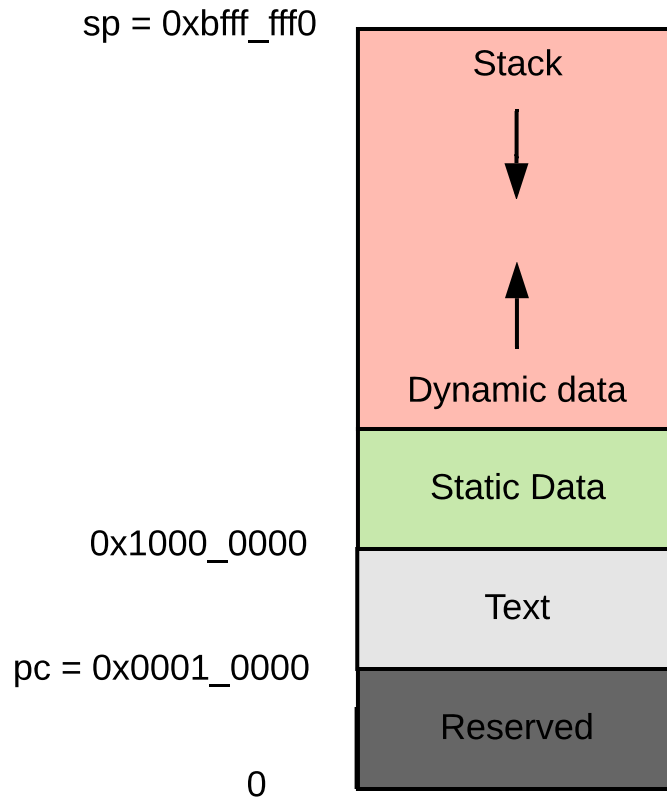 sp = 0xbfff_fff0
Stack
Dynamic data
Static Data
0x1000_0000
Text
pc = 0x0001_0000
Reserved
0